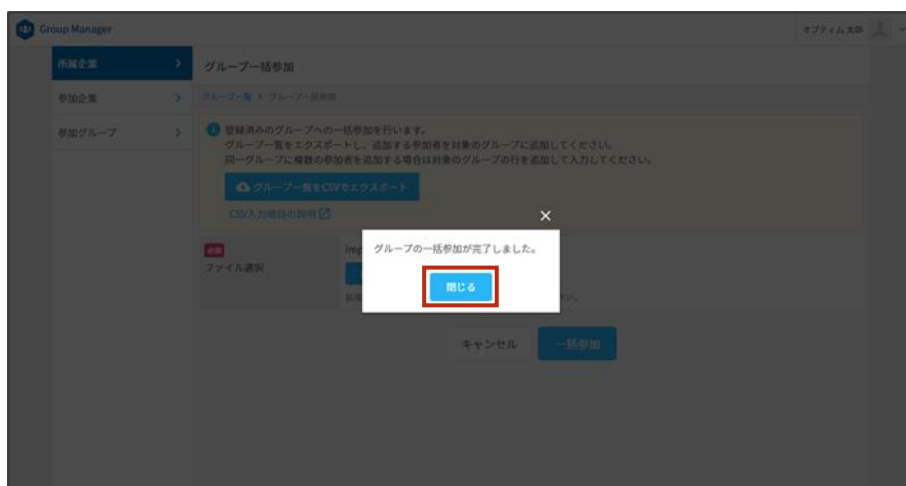 Group Manager
オプティム 太郎
所属企業
参加企業
参加グループ
グループ一括参加
グループ一覧
グループ一括参加
登録済みのグループへの一括参加を行います。
グループ一覧をエクスポートし、追加する参加者を対象のグループに追加してください。
同一グループに複数の参加者を追加する場合は対象のグループの行を追加して入力してください。
グループ一覧をCSVでエクスポート
CSV入力項目の説明
必須
ファイル選択
グループの一括参加が完了しました。
閉じる
キャンセル
一括参加